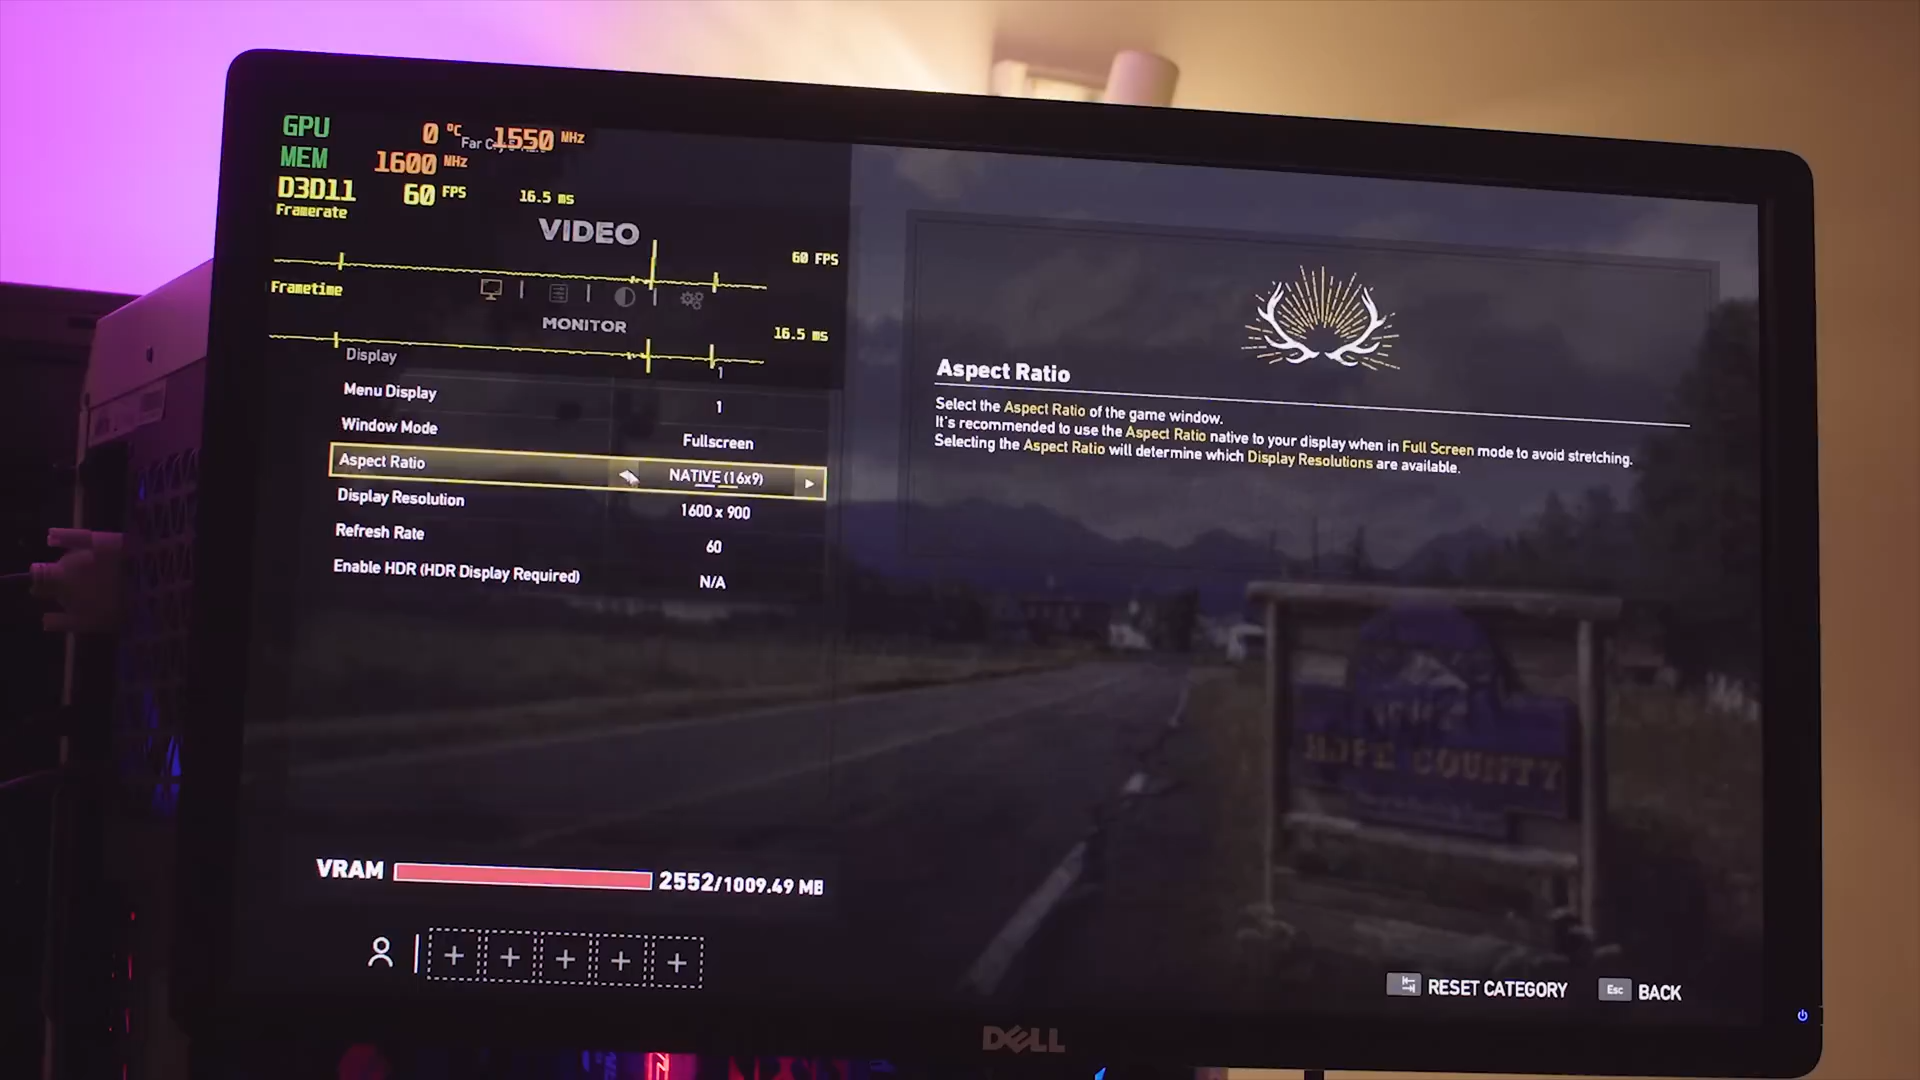 GPU 0 °C 1550 MHz
Far Cry 5
MEM 1600 MHz
D3D11 60 FPS 16.5 ms
Framerate
VIDEO
60 FPS
Frametime
MONITOR
16.5 ms
Display 1
Menu Display 1
Window Mode Fullscreen
Aspect Ratio NATIVE (16x9)
Display Resolution 1600 x 900
Refresh Rate 60
Enable HDR (HDR Display Required) N/A
Aspect Ratio
Select the Aspect Ratio of the game window.
It's recommended to use the Aspect Ratio native to your display when in Full Screen mode to avoid stretching.
Selecting the Aspect Ratio will determine which Display Resolutions are available.
HOPE COUNTY
VRAM 2552/1009.49 MB
RESET CATEGORY Esc BACK
DELL